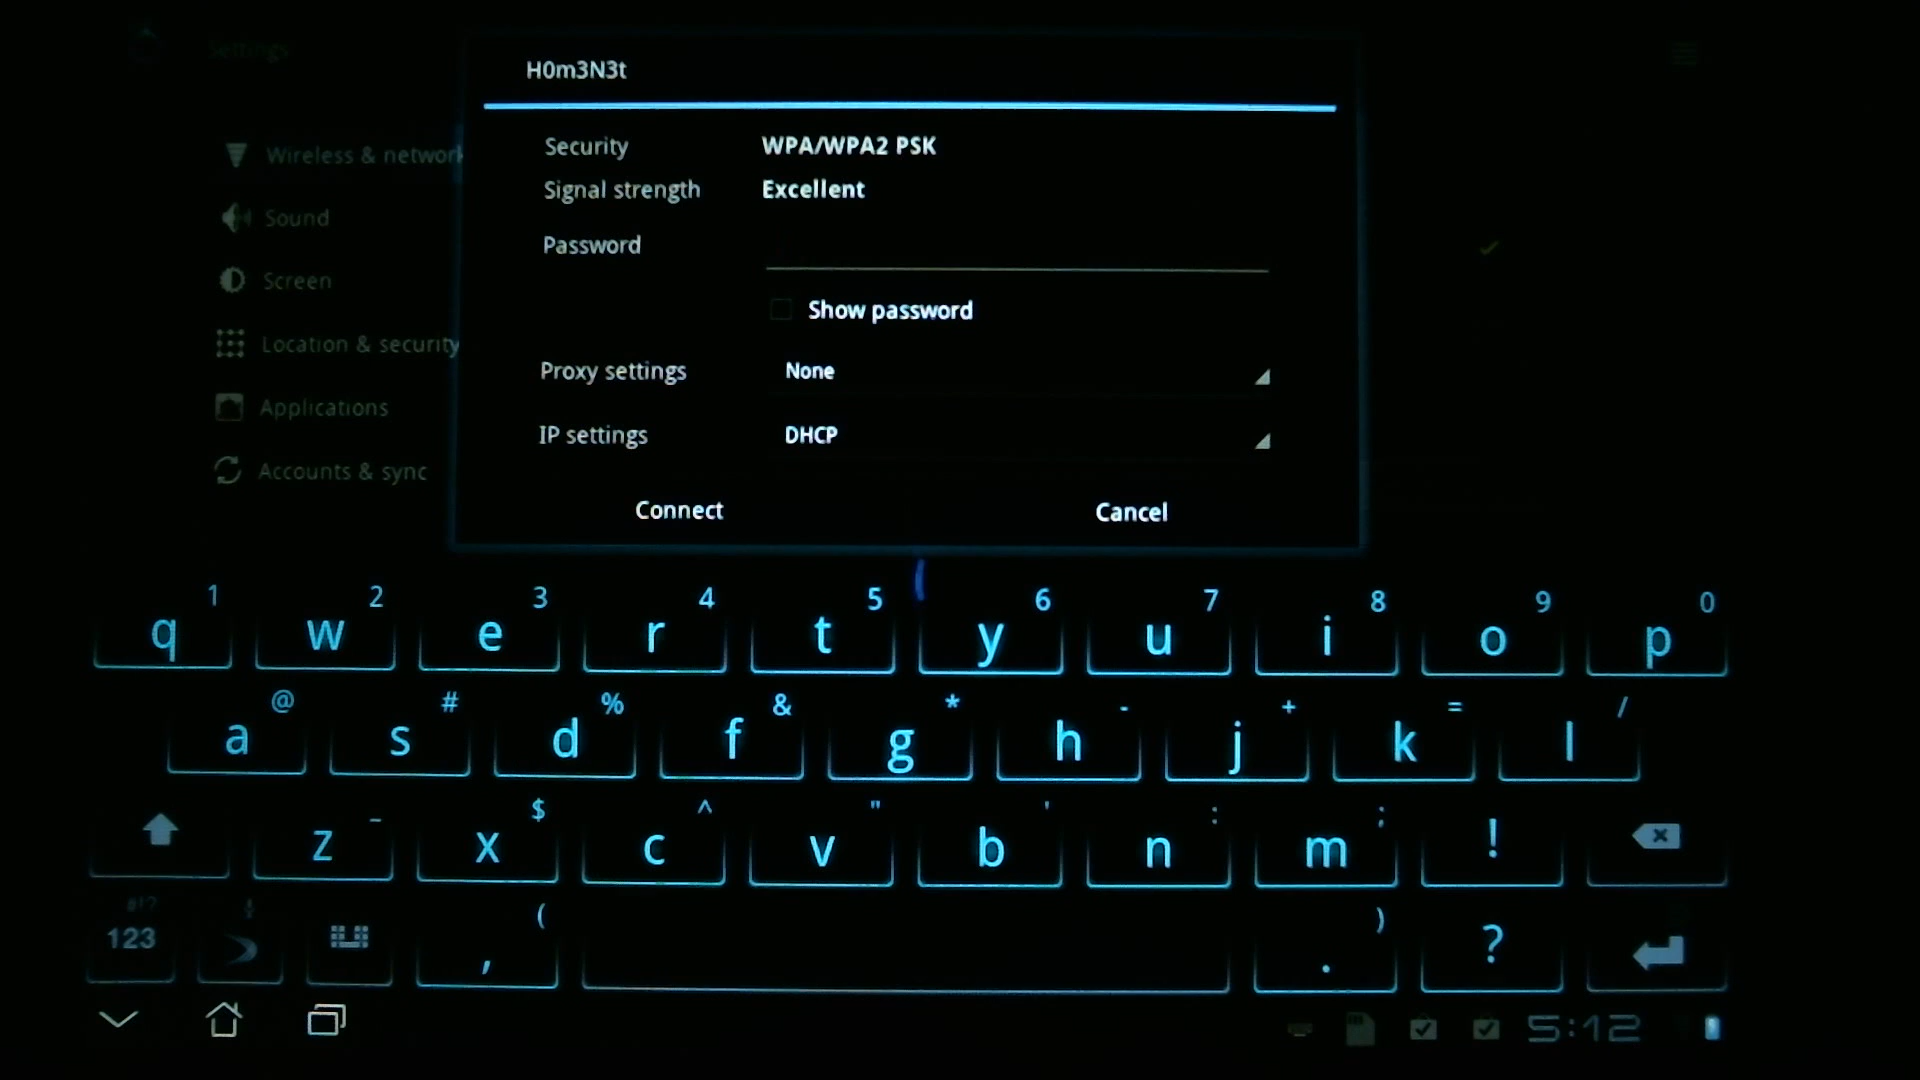 Settings
H0m3N3t
Wireless & network
Security WPA/WPA2 PSK
Signal strength Excellent
Sound
Password
Screen
Show password
Location & security
Proxy settings None
Applications
IP settings DHCP
Accounts & sync
Connect Cancel
1 2 3 4 5 6 7 8 9 0
q w e r t y u i o p
@ # % & * - + = /
a s d f g h j k l
_ $ ^ " ' : ;
z x c v b n m !
#!? ( )
123 , . ?
5:12